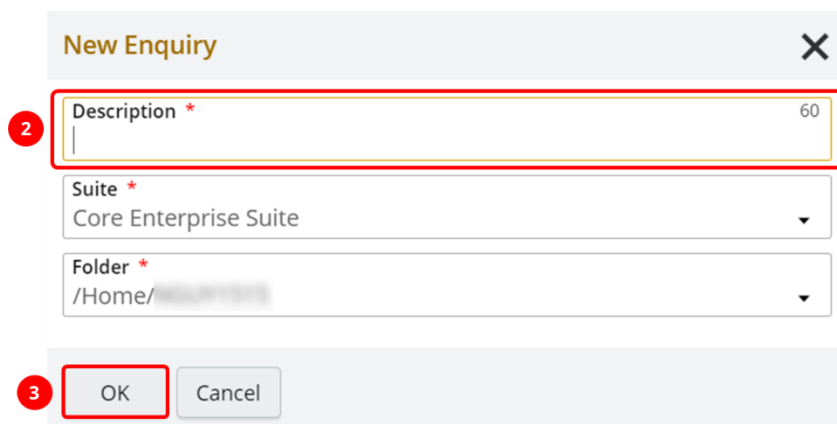 New Enquiry
Description * 60
2
Suite *
Core Enterprise Suite
Folder *
/Home/
3 OK Cancel